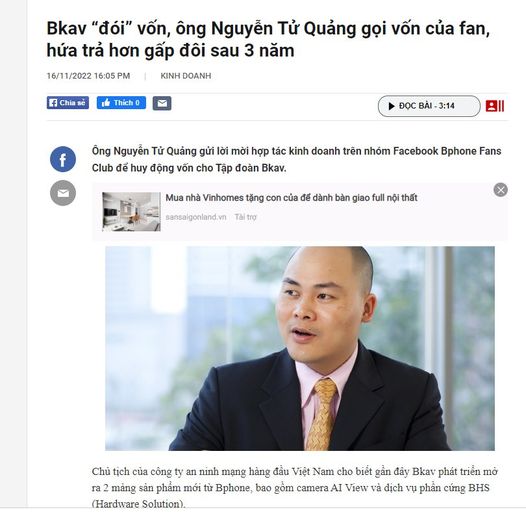 Bkav “đói” vốn, ông Nguyễn Tử Quảng gọi vốn của fan,
hứa trả hơn gấp đôi sau 3 năm
16/11/2022 16:05 PM | KINH DOANH
Chia sẻ Thích 0 ĐỌC BÀI - 3:14
Ông Nguyễn Tử Quảng gửi lời mời hợp tác kinh doanh trên nhóm Facebook Bphone Fans
Club để huy động vốn cho Tập đoàn Bkav.
Mua nhà Vinhomes tặng con của để dành bàn giao full nội thất
sansaigonland.vn Tài trợ
Chủ tịch của công ty an ninh mạng hàng đầu Việt Nam cho biết gần đây Bkav phát triển mở
ra 2 mảng sản phẩm mới từ Bphone, bao gồm camera AI View và dịch vụ phần cứng BHS
(Hardware Solution).